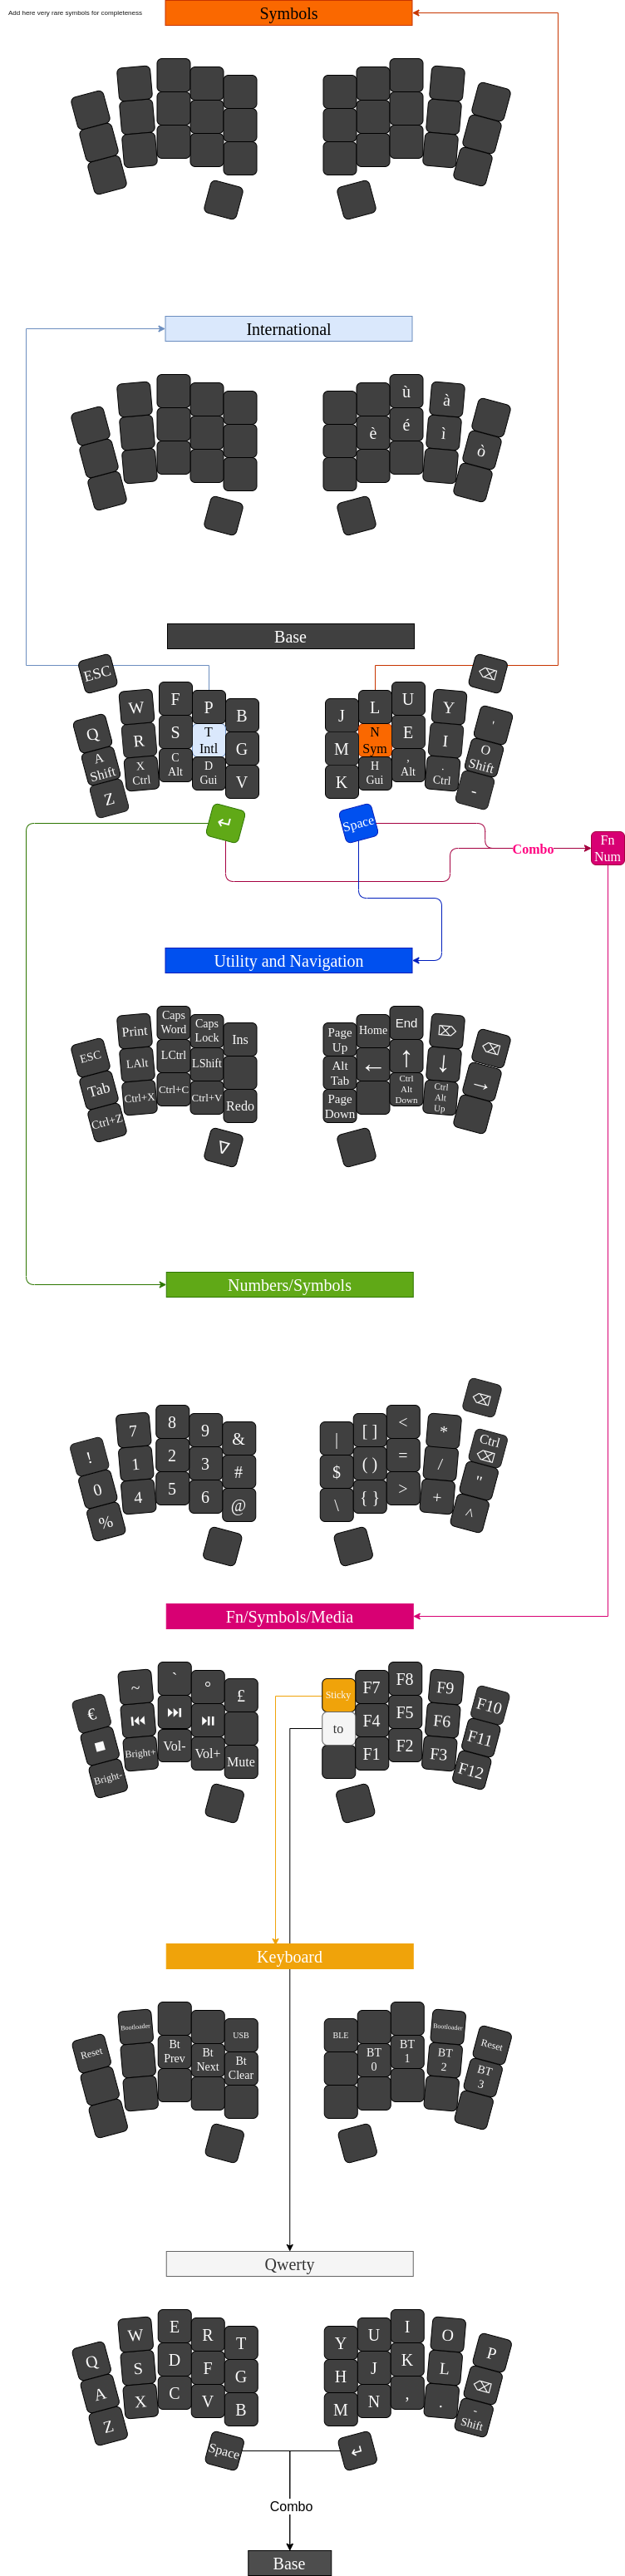 Add here very rare symbols for completeness
Symbols
International
ù
à
è
é
ì
ò
Base
ESC
⌫
Q
W
F
P
B
J
L
U
Y
'
A
Shift
R
S
T
Intl
G
M
N
Sym
E
I
O
Shift
Z
X
Ctrl
C
Alt
D
Gui
V
K
H
Gui
,
Alt
.
Ctrl
-
↵
Space
Combo
Fn
Num
Utility and Navigation
ESC
Print
Caps
Word
Caps
Lock
Ins
Page
Up
Home
End
⌦
⌫
Tab
LAlt
LCtrl
LShift
Alt
Tab
←
↑
↓
→
Ctrl+Z
Ctrl+X
Ctrl+C
Ctrl+V
Redo
Page
Down
Ctrl
Alt
Down
Ctrl
Alt
Up
∇
Numbers/Symbols
⌫
!
7
8
9
&
|
[ ]
<
*
Ctrl
⌫
0
1
2
3
#
$
( )
=
/
"
%
4
5
6
@
\
{ }
>
+
^
Fn/Symbols/Media
€
~
`
°
£
Sticky
F7
F8
F9
F10
⏹
⏮
⏭
⏯
to
F4
F5
F6
F11
Bright-
Bright+
Vol-
Vol+
Mute
F1
F2
F3
F12
Keyboard
Reset
Bootloader
USB
BLE
Bootloader
Reset
Bt
Prev
Bt
Next
Bt
Clear
BT
0
BT
1
BT
2
BT
3
Qwerty
Q
W
E
R
T
Y
U
I
O
P
A
S
D
F
G
H
J
K
L
⌫
Z
X
C
V
B
M
N
,
.
-
Shift
Space
↵
Combo
Base